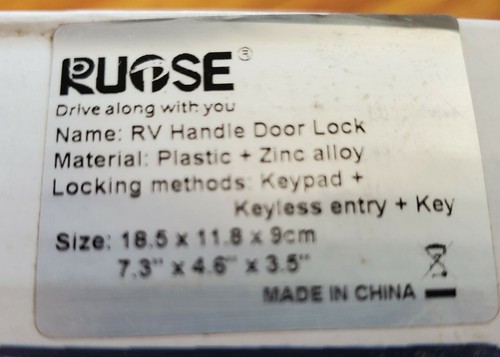 RUOSE®
Drive along with you
Name: RV Handle Door Lock
Material: Plastic + Zinc alloy
Locking methods: Keypad +
Keyless entry + Key
Size: 18.5 x 11.8 x 9cm
7.3" x 4.6" x 3.5"
MADE IN CHINA